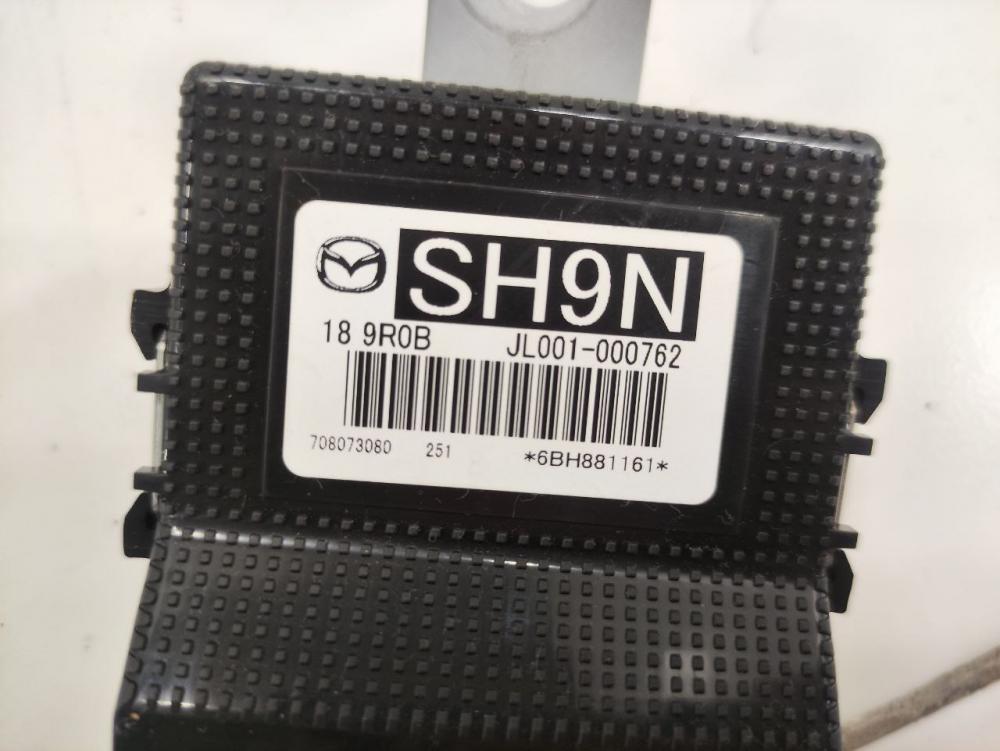 SH9N
18 9R0B JL001-000762
708073080 251 *6BH881161*